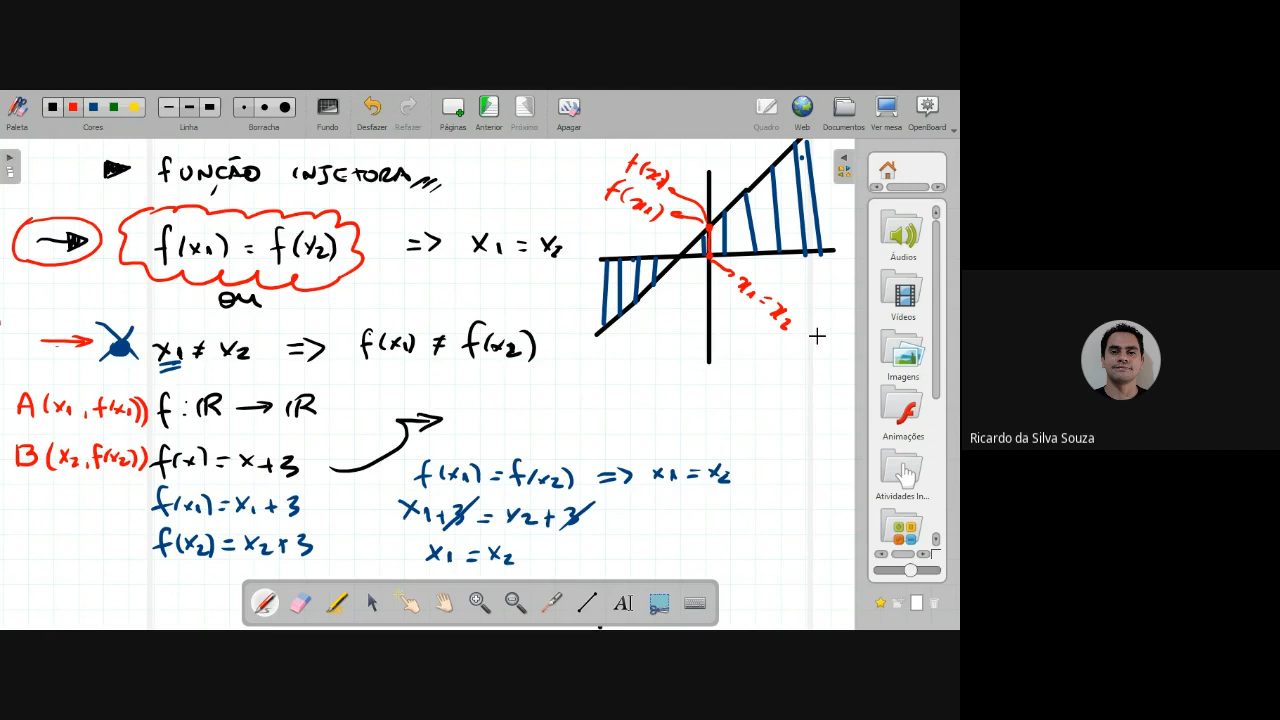 Paleta Cores Linha Borracha Fundo Desfazer Refazer Páginas Anterior Próximo Apagar Quadro Web Documentos Ver mesa OpenBoard
FUNÇÃO INJETORA
f(x1) = f(x2) => x1 = x2
ou
x1 ≠ x2 => f(x1) ≠ f(x2)
A(x1, f(x1)) f : R → R
B(x2, f(x2)) f(x) = x+3
f(x1) = x1 + 3
f(x2) = x2 + 3
f(x1) = f(x2) => x1 = x2
x1+3 = x2+3
x1 = x2
f(x2)
f(x1)
x1 = x2
Áudios
Vídeos
Imagens
Animações
Atividades In...
Ricardo da Silva Souza